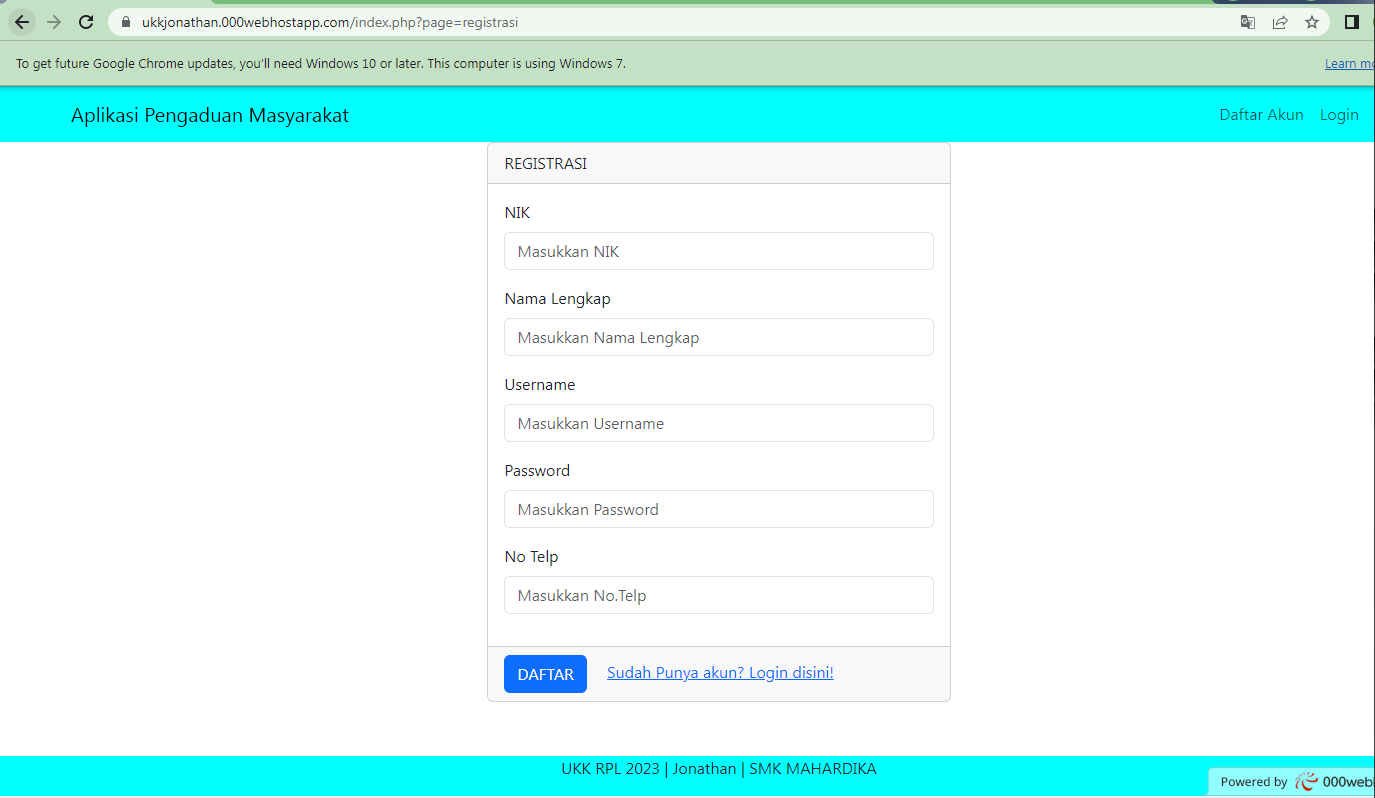 ukkjonathan.000webhostapp.com/index.php?page=registrasi
To get future Google Chrome updates, you'll need Windows 10 or later. This computer is using Windows 7.
Learn
Aplikasi Pengaduan Masyarakat
Daftar Akun
Login
REGISTRASI
NIK
Masukkan NIK
Nama Lengkap
Masukkan Nama Lengkap
Username
Masukkan Username
Password
Masukkan Password
No Telp
Masukkan No.Telp
DAFTAR
Sudah Punya akun? Login disini!
UKK RPL 2023 | Jonathan | SMK MAHARDIKA
Powered by